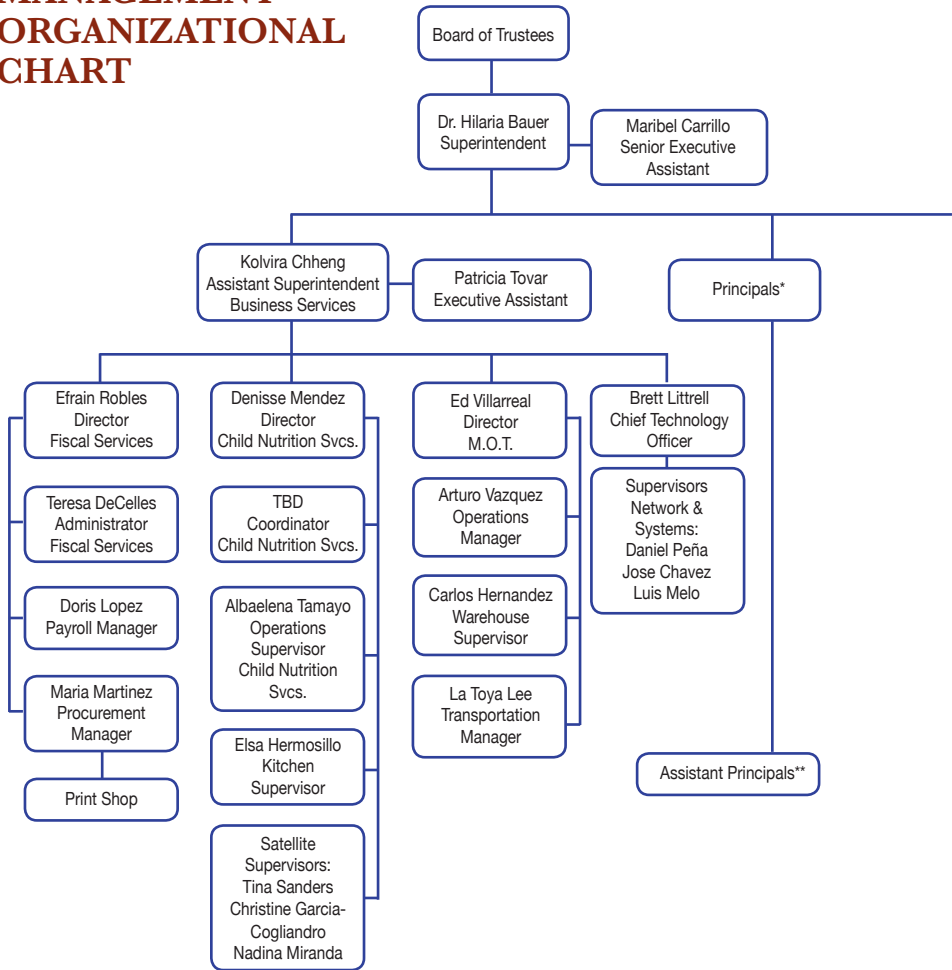 MANAGEMENT
ORGANIZATIONAL
CHART
Board of Trustees
Dr. Hilaria Bauer
Superintendent
Maribel Carrillo
Senior Executive
Assistant
Kolvira Chheng
Assistant Superintendent
Business Services
Patricia Tovar
Executive Assistant
Principals*
Efrain Robles
Director
Fiscal Services
Teresa DeCelles
Administrator
Fiscal Services
Doris Lopez
Payroll Manager
Maria Martinez
Procurement
Manager
Print Shop
Denisse Mendez
Director
Child Nutrition Svcs.
TBD
Coordinator
Child Nutrition Svcs.
Albaelena Tamayo
Operations
Supervisor
Child Nutrition
Svcs.
Elsa Hermosillo
Kitchen
Supervisor
Satellite
Supervisors:
Tina Sanders
Christine Garcia-
Cogliandro
Nadina Miranda
Ed Villarreal
Director
M.O.T.
Arturo Vazquez
Operations
Manager
Carlos Hernandez
Warehouse
Supervisor
La Toya Lee
Transportation
Manager
Brett Littrell
Chief Technology
Officer
Supervisors
Network &
Systems:
Daniel Peña
Jose Chavez
Luis Melo
Assistant Principals**